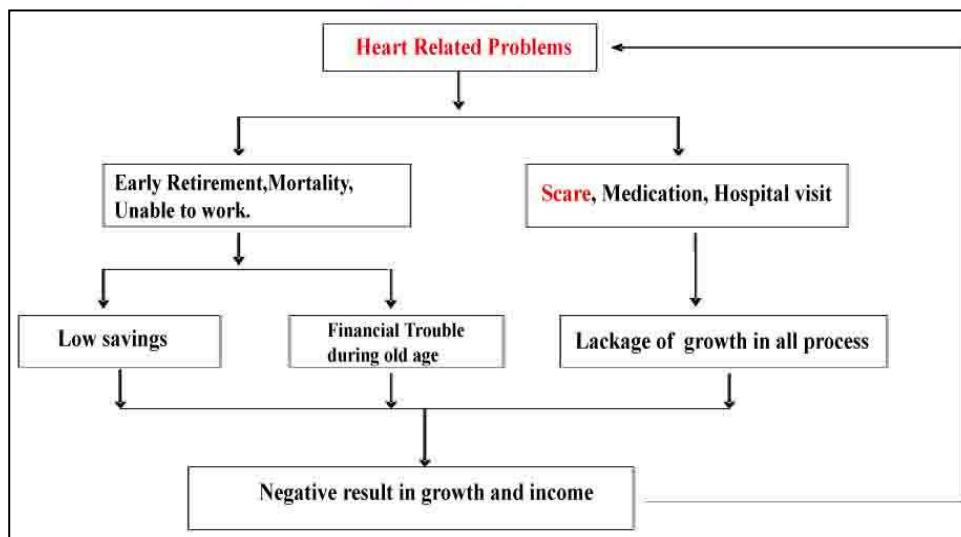 Heart Related Problems
Early Retirement,Mortality,
Unable to work.
Scare, Medication, Hospital visit
Low savings
Financial Trouble
during old age
Lackage of growth in all process
Negative result in growth and income